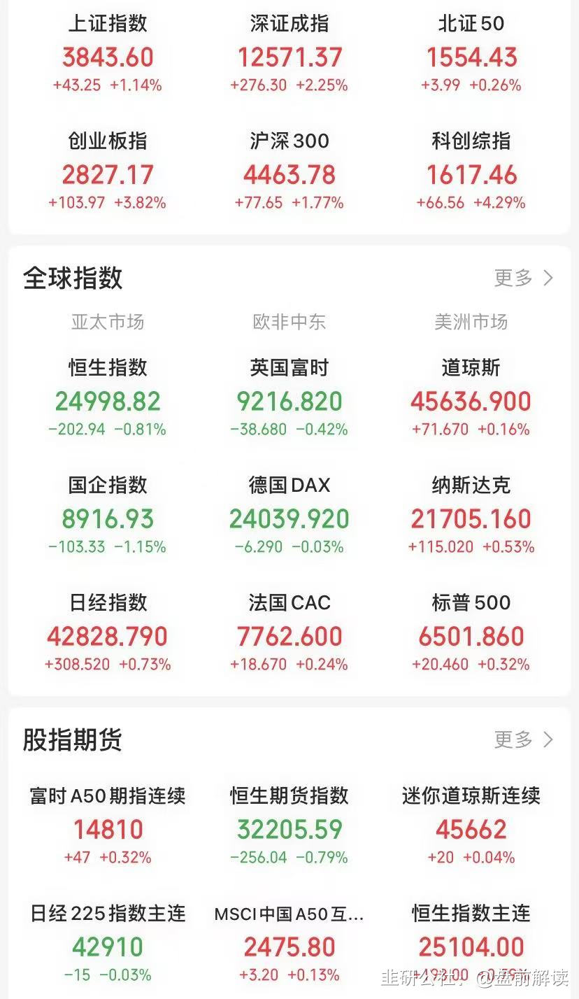 上证指数 深证成指 北证50
3843.60 12571.37 1554.43
+43.25 +1.14% +276.30 +2.25% +3.99 +0.26%
创业板指 沪深300 科创综指
2827.17 4463.78 1617.46
+103.97 +3.82% +77.65 +1.77% +66.56 +4.29%
全球指数 更多 >
亚太市场 欧非中东 美洲市场
恒生指数 英国富时 道琼斯
24998.82 9216.820 45636.900
-202.94 -0.81% -38.680 -0.42% +71.670 +0.16%
国企指数 德国DAX 纳斯达克
8916.93 24039.920 21705.160
-103.33 -1.15% -6.290 -0.03% +115.020 +0.53%
日经指数 法国CAC 标普500
42828.790 7762.600 6501.860
+308.520 +0.73% +18.670 +0.24% +20.460 +0.32%
股指期货 更多 >
富时A50期指连续 恒生期货指数 迷你道琼斯连续
14810 32205.59 45662
+47 +0.32% -256.04 -0.79% +20 +0.04%
日经225指数主连 MSCI中国A50互... 恒生指数主连
42910 2475.80 25104.00
-15 -0.03% +3.20 +0.13%
韭研公社，@盘前解读